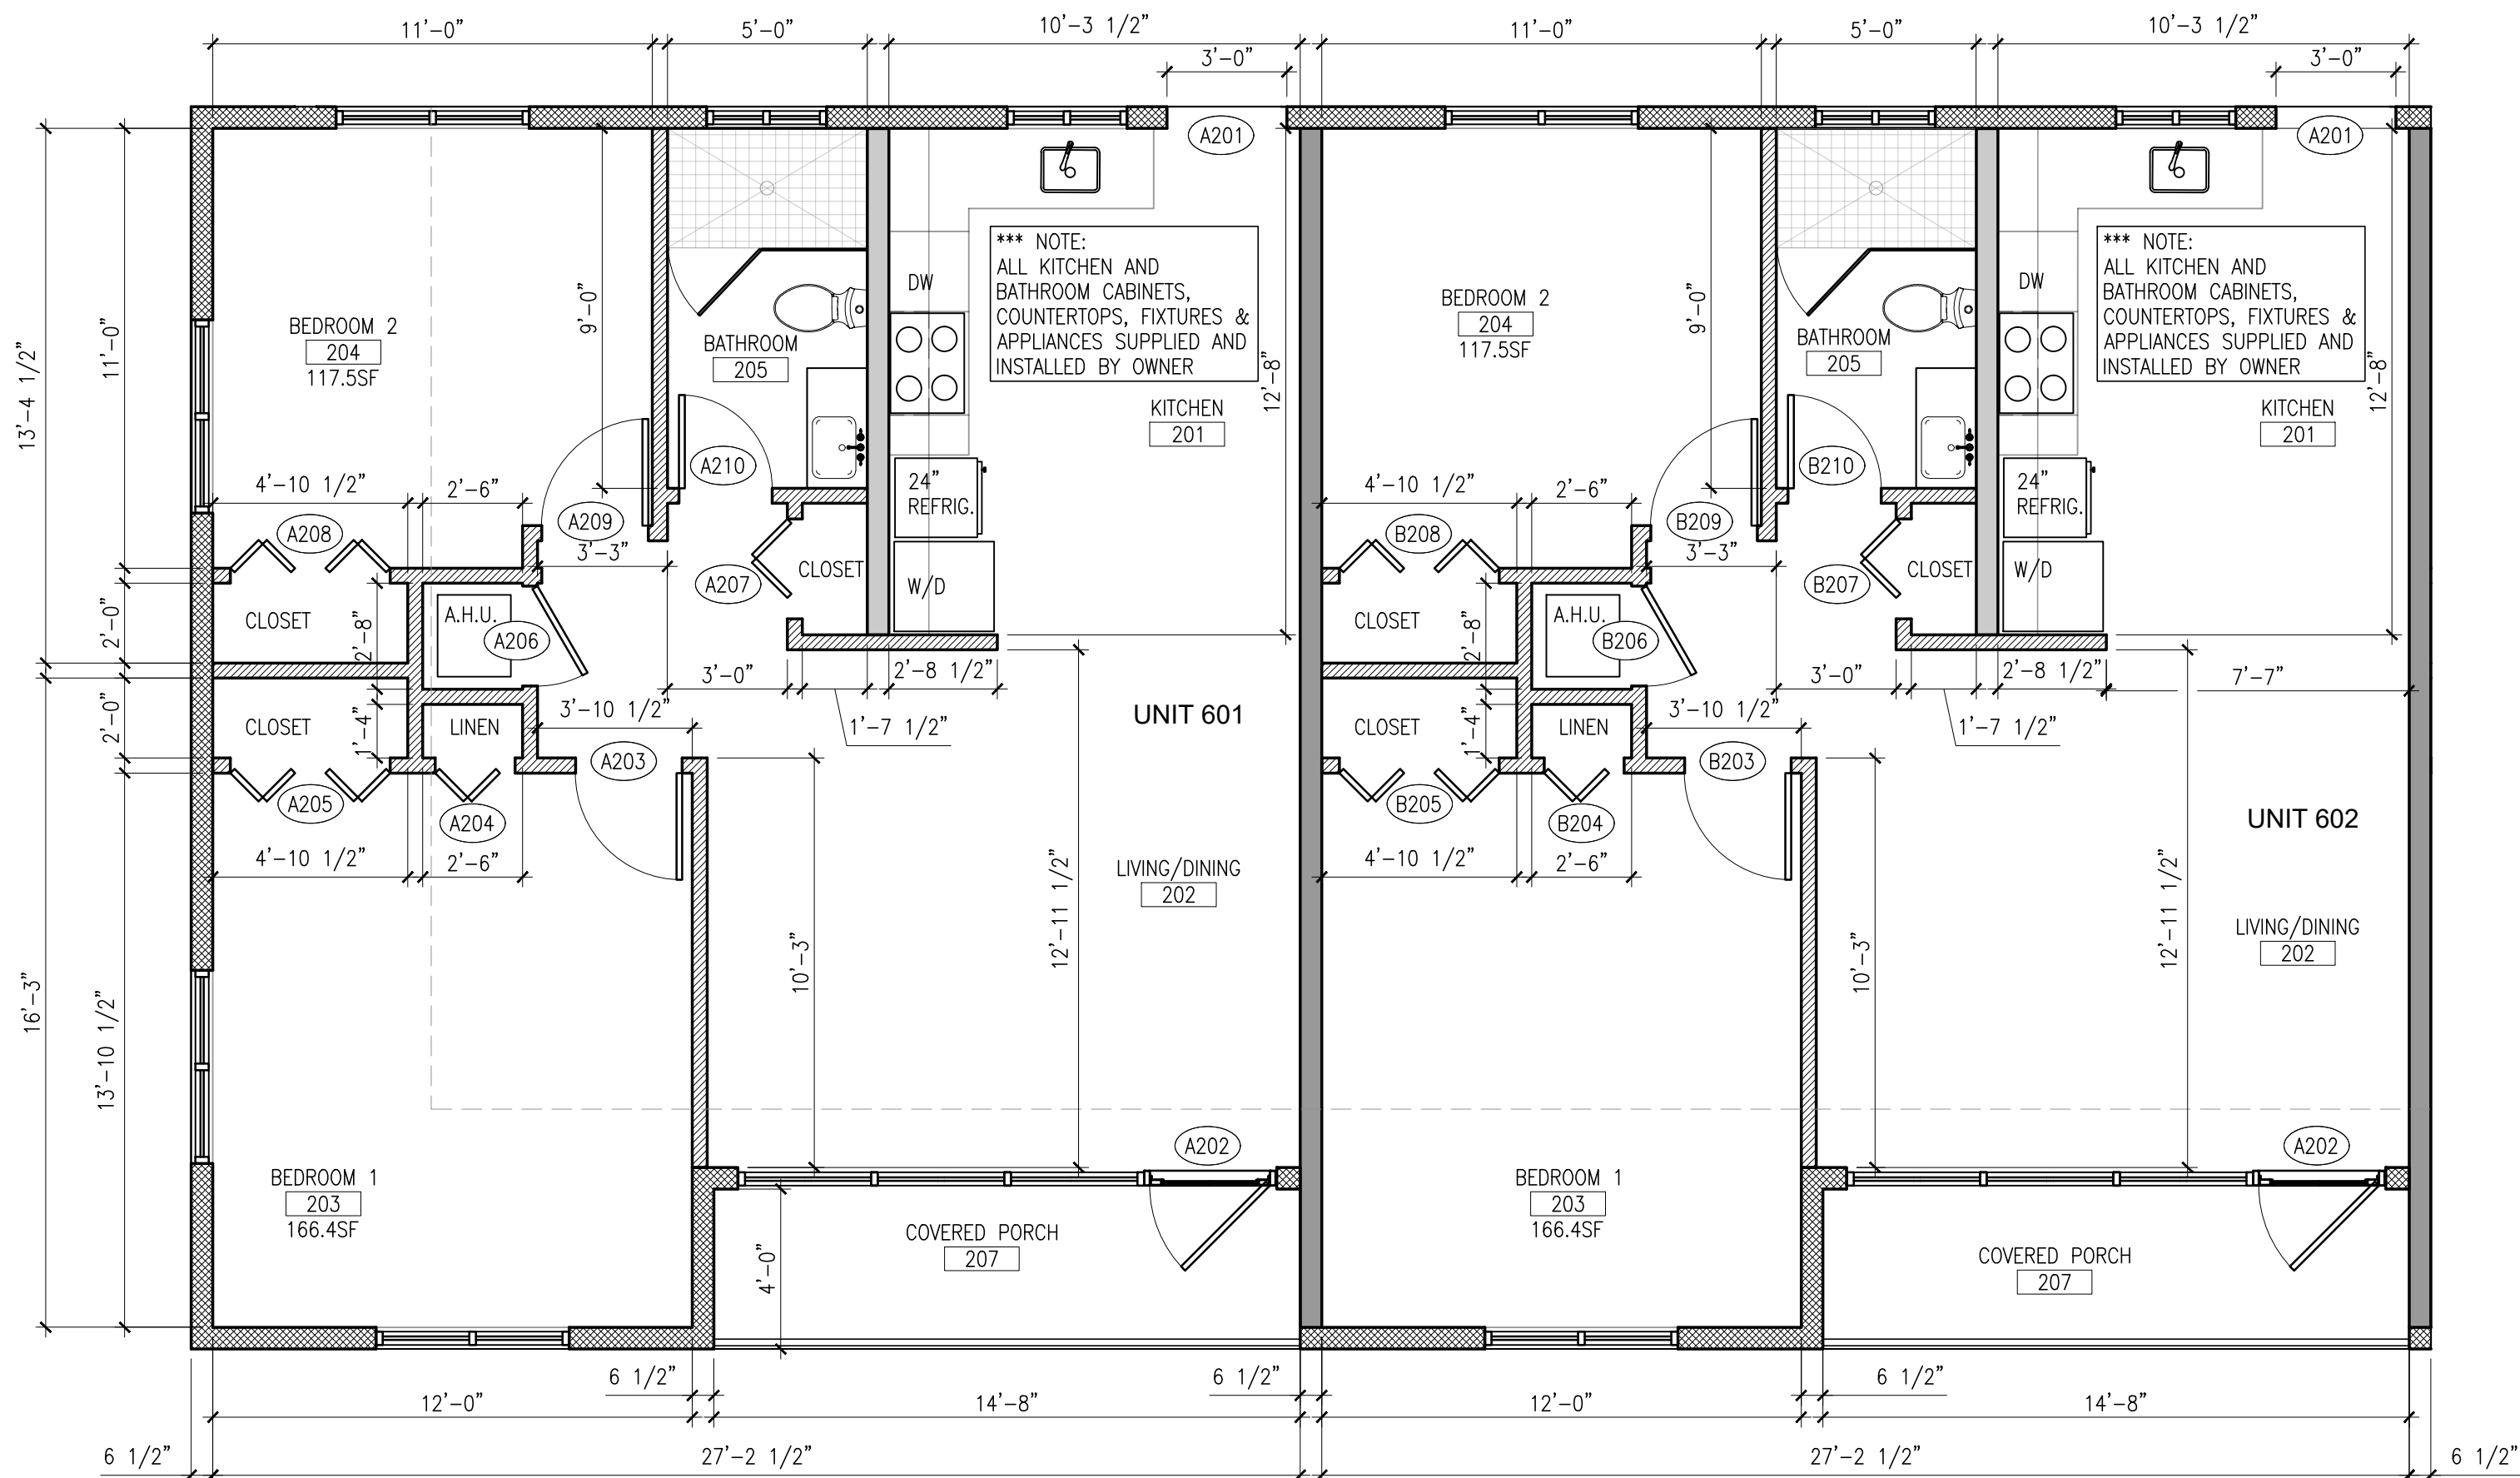 11'-0" 5'-0" 10'-3 1/2" 11'-0" 5'-0" 10'-3 1/2"
3'-0" 3'-0"
A201 A201
*** NOTE:
ALL KITCHEN AND
BATHROOM CABINETS,
COUNTERTOPS, FIXTURES &
APPLIANCES SUPPLIED AND
INSTALLED BY OWNER
*** NOTE:
ALL KITCHEN AND
BATHROOM CABINETS,
COUNTERTOPS, FIXTURES &
APPLIANCES SUPPLIED AND
INSTALLED BY OWNER
DW DW
13'-4 1/2"
11'-0"
9'-0"
9'-0"
12'-8"
12'-8"
BEDROOM 2
204
117.5SF
BATHROOM
205
KITCHEN
201
BEDROOM 2
204
117.5SF
BATHROOM
205
KITCHEN
201
4'-10 1/2" 2'-6" A210 4'-10 1/2" 2'-6" B210
24"
REFRIG.
24"
REFRIG.
A208 A209 B208 B209
3'-3" 3'-3"
A207 CLOSET W/D B207 CLOSET W/D
2'-0"
CLOSET
2'-8"
A.H.U.
A206
CLOSET
2'-8"
A.H.U.
B206
3'-0" 2'-8 1/2" 3'-0" 2'-8 1/2" 7'-7"
2'-0"
CLOSET
1'-4"
LINEN
3'-10 1/2"
1'-7 1/2"
UNIT 601
CLOSET
1'-4"
LINEN
3'-10 1/2"
1'-7 1/2"
A203 B203
A205 A204 B205 B204
UNIT 602
4'-10 1/2" 2'-6" 4'-10 1/2" 2'-6"
LIVING/DINING
202
LIVING/DINING
202
16'-3"
13'-10 1/2"
10'-3"
12'-11 1/2"
10'-3"
12'-11 1/2"
A202 A202
BEDROOM 1
203
166.4SF
BEDROOM 1
203
166.4SF
COVERED PORCH
207
COVERED PORCH
207
4'-0"
6 1/2" 6 1/2" 6 1/2"
12'-0" 14'-8" 12'-0" 14'-8"
6 1/2" 27'-2 1/2" 27'-2 1/2" 6 1/2"